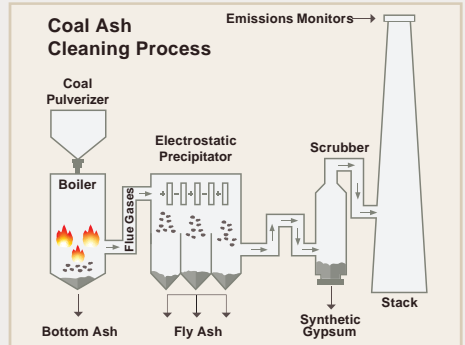 Coal Ash
Cleaning Process
Emissions Monitors
Coal
Pulverizer
Electrostatic
Precipitator
Scrubber
Boiler
Flue Gases
Bottom Ash
Fly Ash
Synthetic
Gypsum
Stack